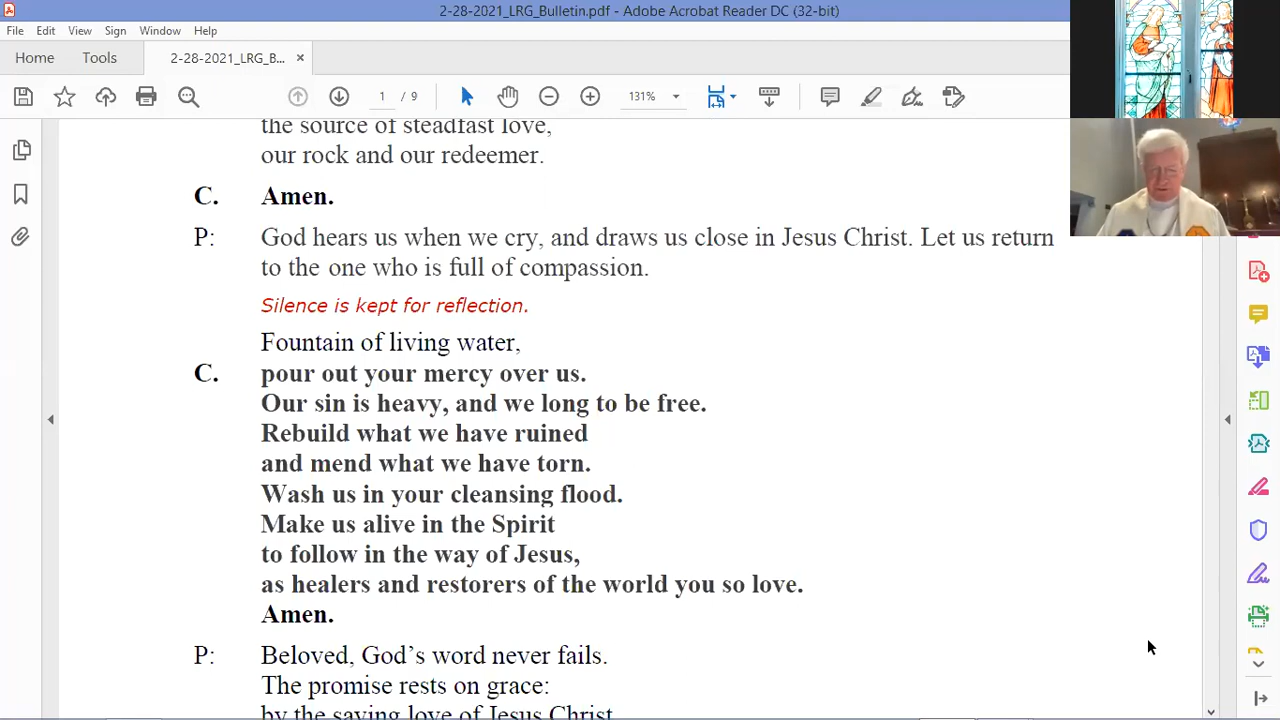 2-28-2021_LRG_Bulletin.pdf - Adobe Acrobat Reader DC (32-bit)
File Edit View Sign Window Help
Home Tools 2-28-2021_LRG_B... ×
1 / 9 131%
the source of steadfast love,
our rock and our redeemer.
C. Amen.
P: God hears us when we cry, and draws us close in Jesus Christ. Let us return
to the one who is full of compassion.
Silence is kept for reflection.
Fountain of living water,
C. pour out your mercy over us.
Our sin is heavy, and we long to be free.
Rebuild what we have ruined
and mend what we have torn.
Wash us in your cleansing flood.
Make us alive in the Spirit
to follow in the way of Jesus,
as healers and restorers of the world you so love.
Amen.
P: Beloved, God’s word never fails.
The promise rests on grace:
by the saving love of Jesus Christ